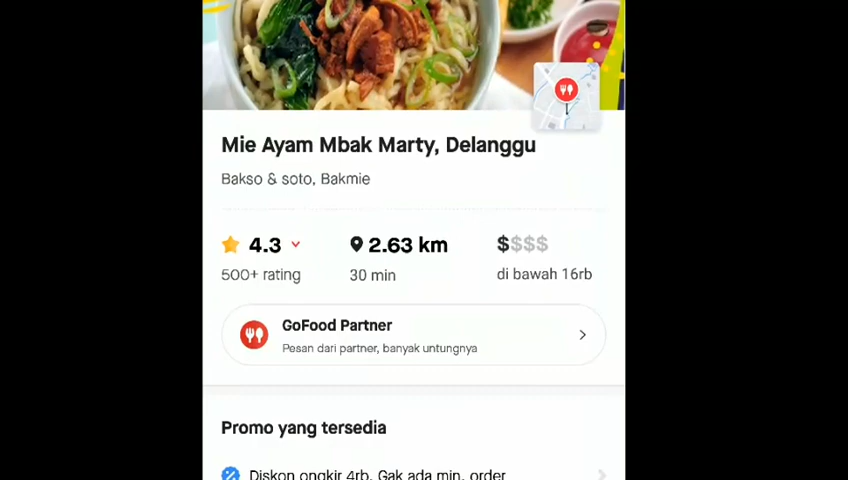 Mie Ayam Mbak Marty, Delanggu
Bakso & soto, Bakmie
4.3
2.63 km
$$$$
500+ rating
30 min
di bawah 16rb
GoFood Partner
Pesan dari partner, banyak untungnya
Promo yang tersedia
Diskon ongkir 4rb. Gak ada min. order